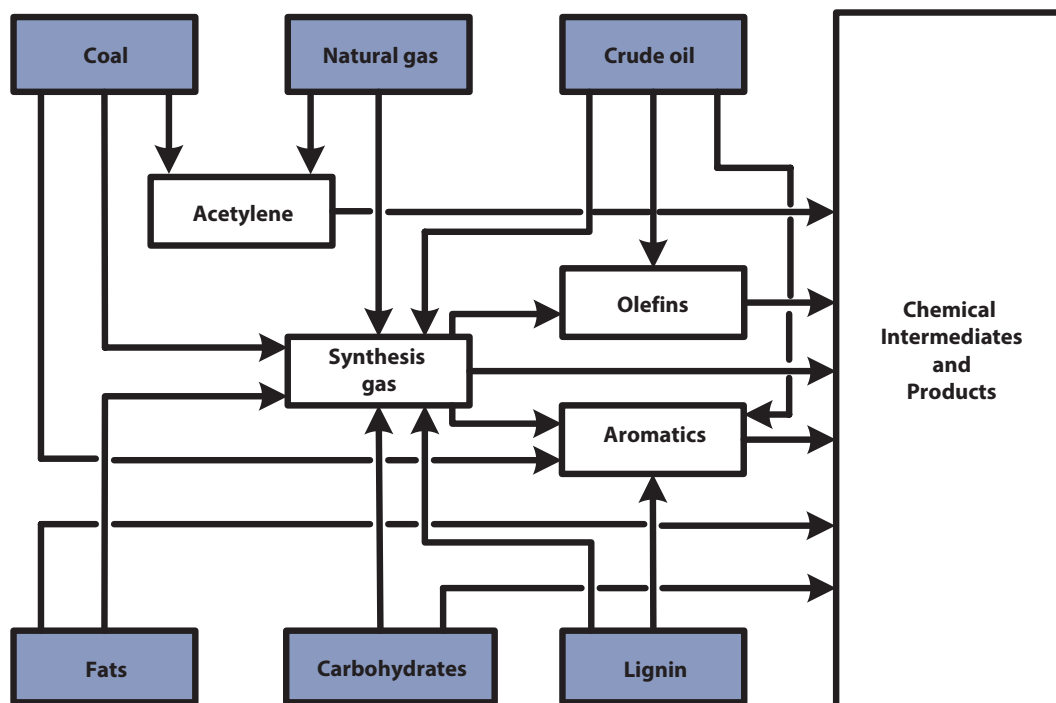 Coal
Natural gas
Crude oil
Acetylene
Olefins
Chemical
Intermediates
and
Products
Synthesis
gas
Aromatics
Fats
Carbohydrates
Lignin